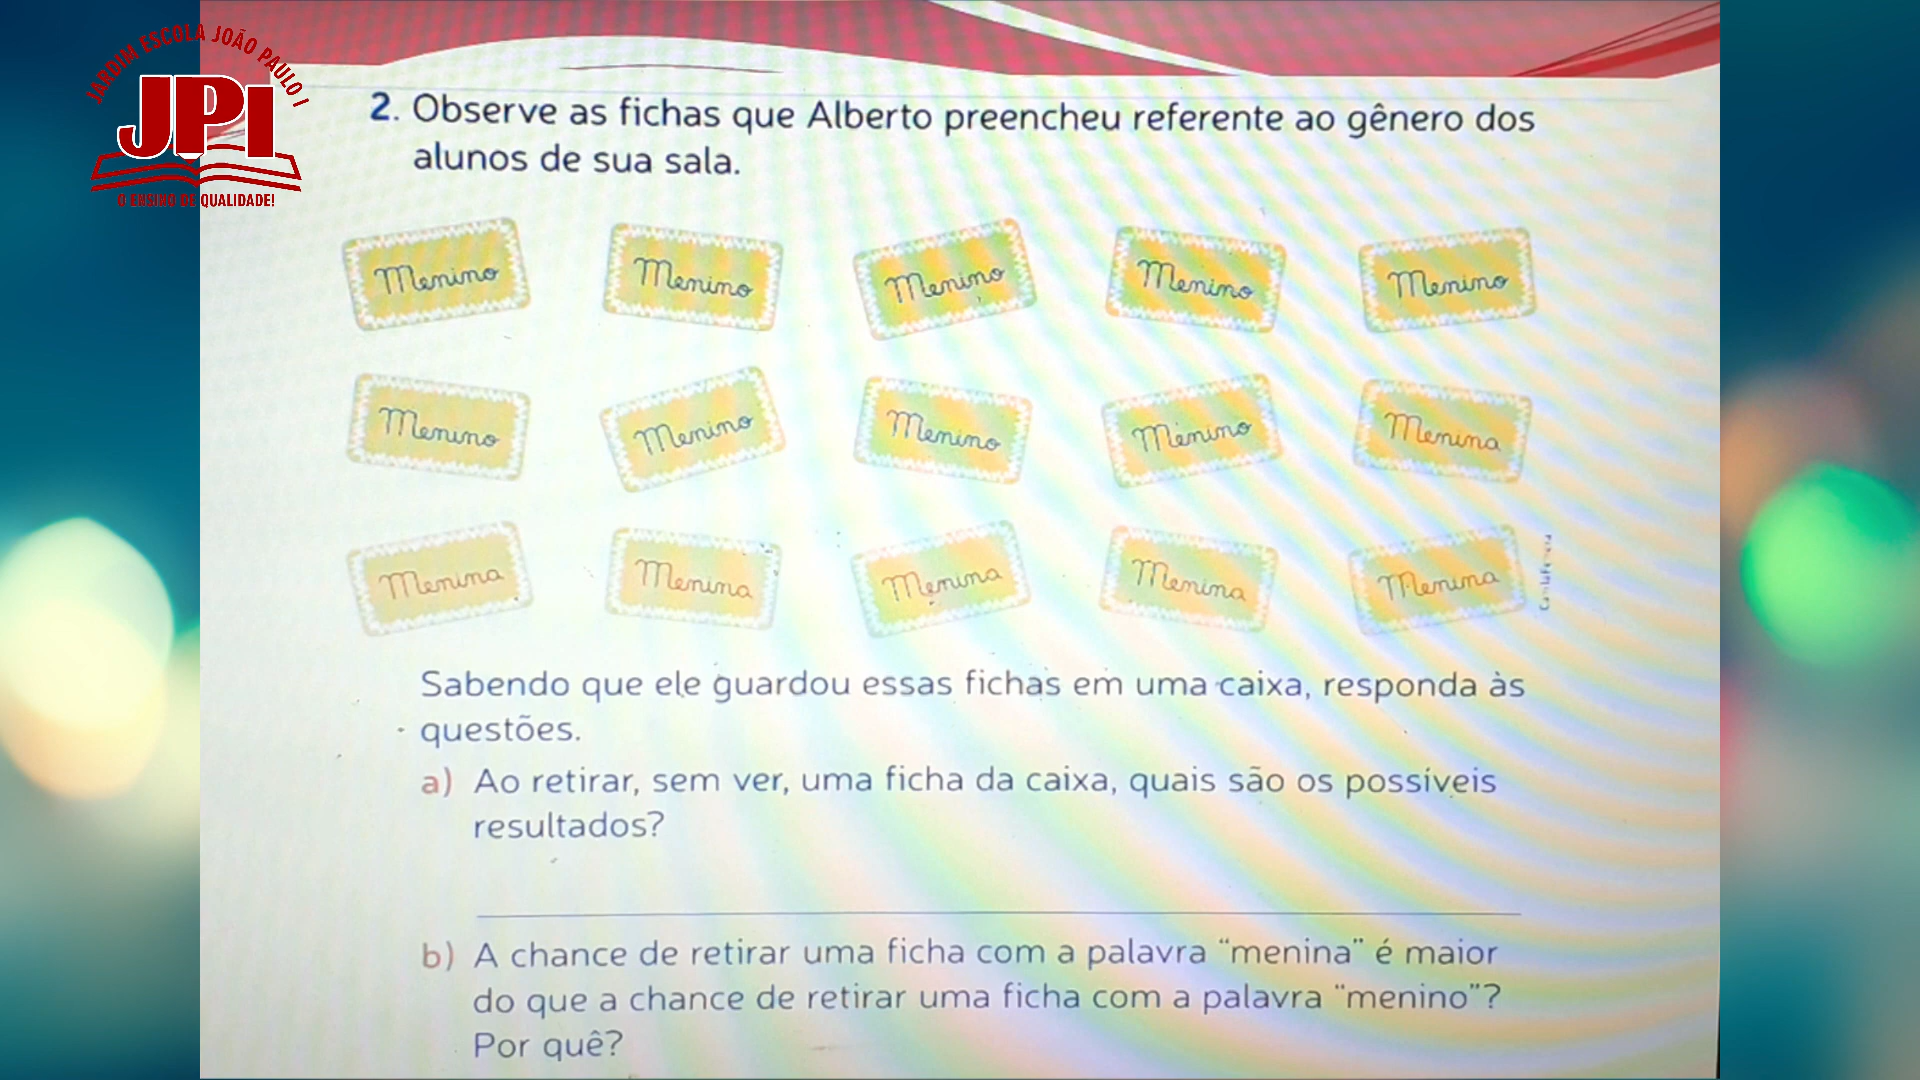 JARDIM ESCOLA JOÃO PAULO I
JPI
O ENSINO DE QUALIDADE!
2. Observe as fichas que Alberto preencheu referente ao gênero dos
alunos de sua sala.
Menino Menino Menino Menino Menino
Menino Menino Menino Menino Menina
Menina Menina Menina Menina Menina
Sabendo que ele guardou essas fichas em uma caixa, responda às
questões.
a) Ao retirar, sem ver, uma ficha da caixa, quais são os possíveis
resultados?
b) A chance de retirar uma ficha com a palavra “menina” é maior
do que a chance de retirar uma ficha com a palavra “menino”?
Por quê?